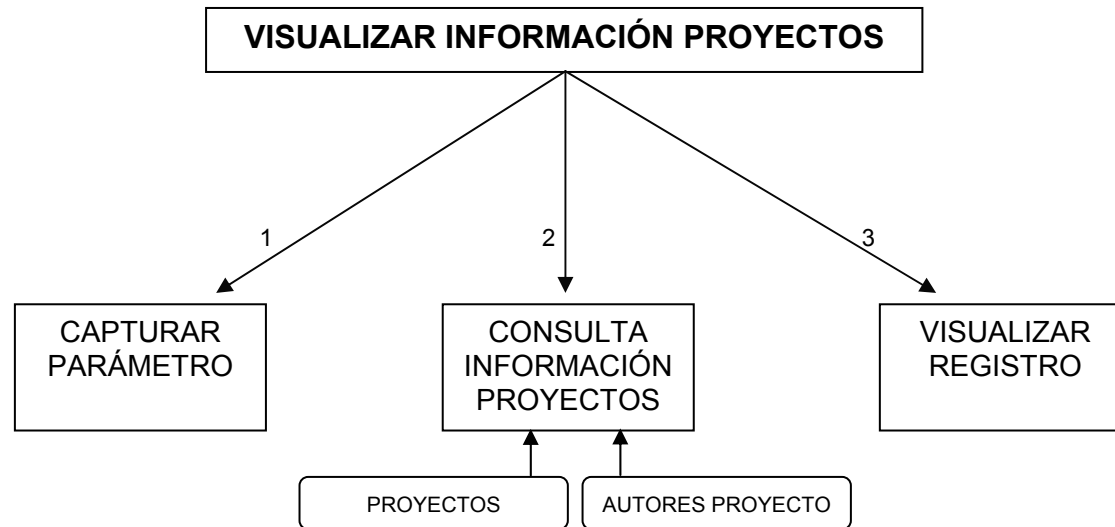 VISUALIZAR INFORMACIÓN PROYECTOS
1
2
3
CAPTURAR
PARÁMETRO
CONSULTA
INFORMACIÓN
PROYECTOS
VISUALIZAR
REGISTRO
PROYECTOS
AUTORES PROYECTO